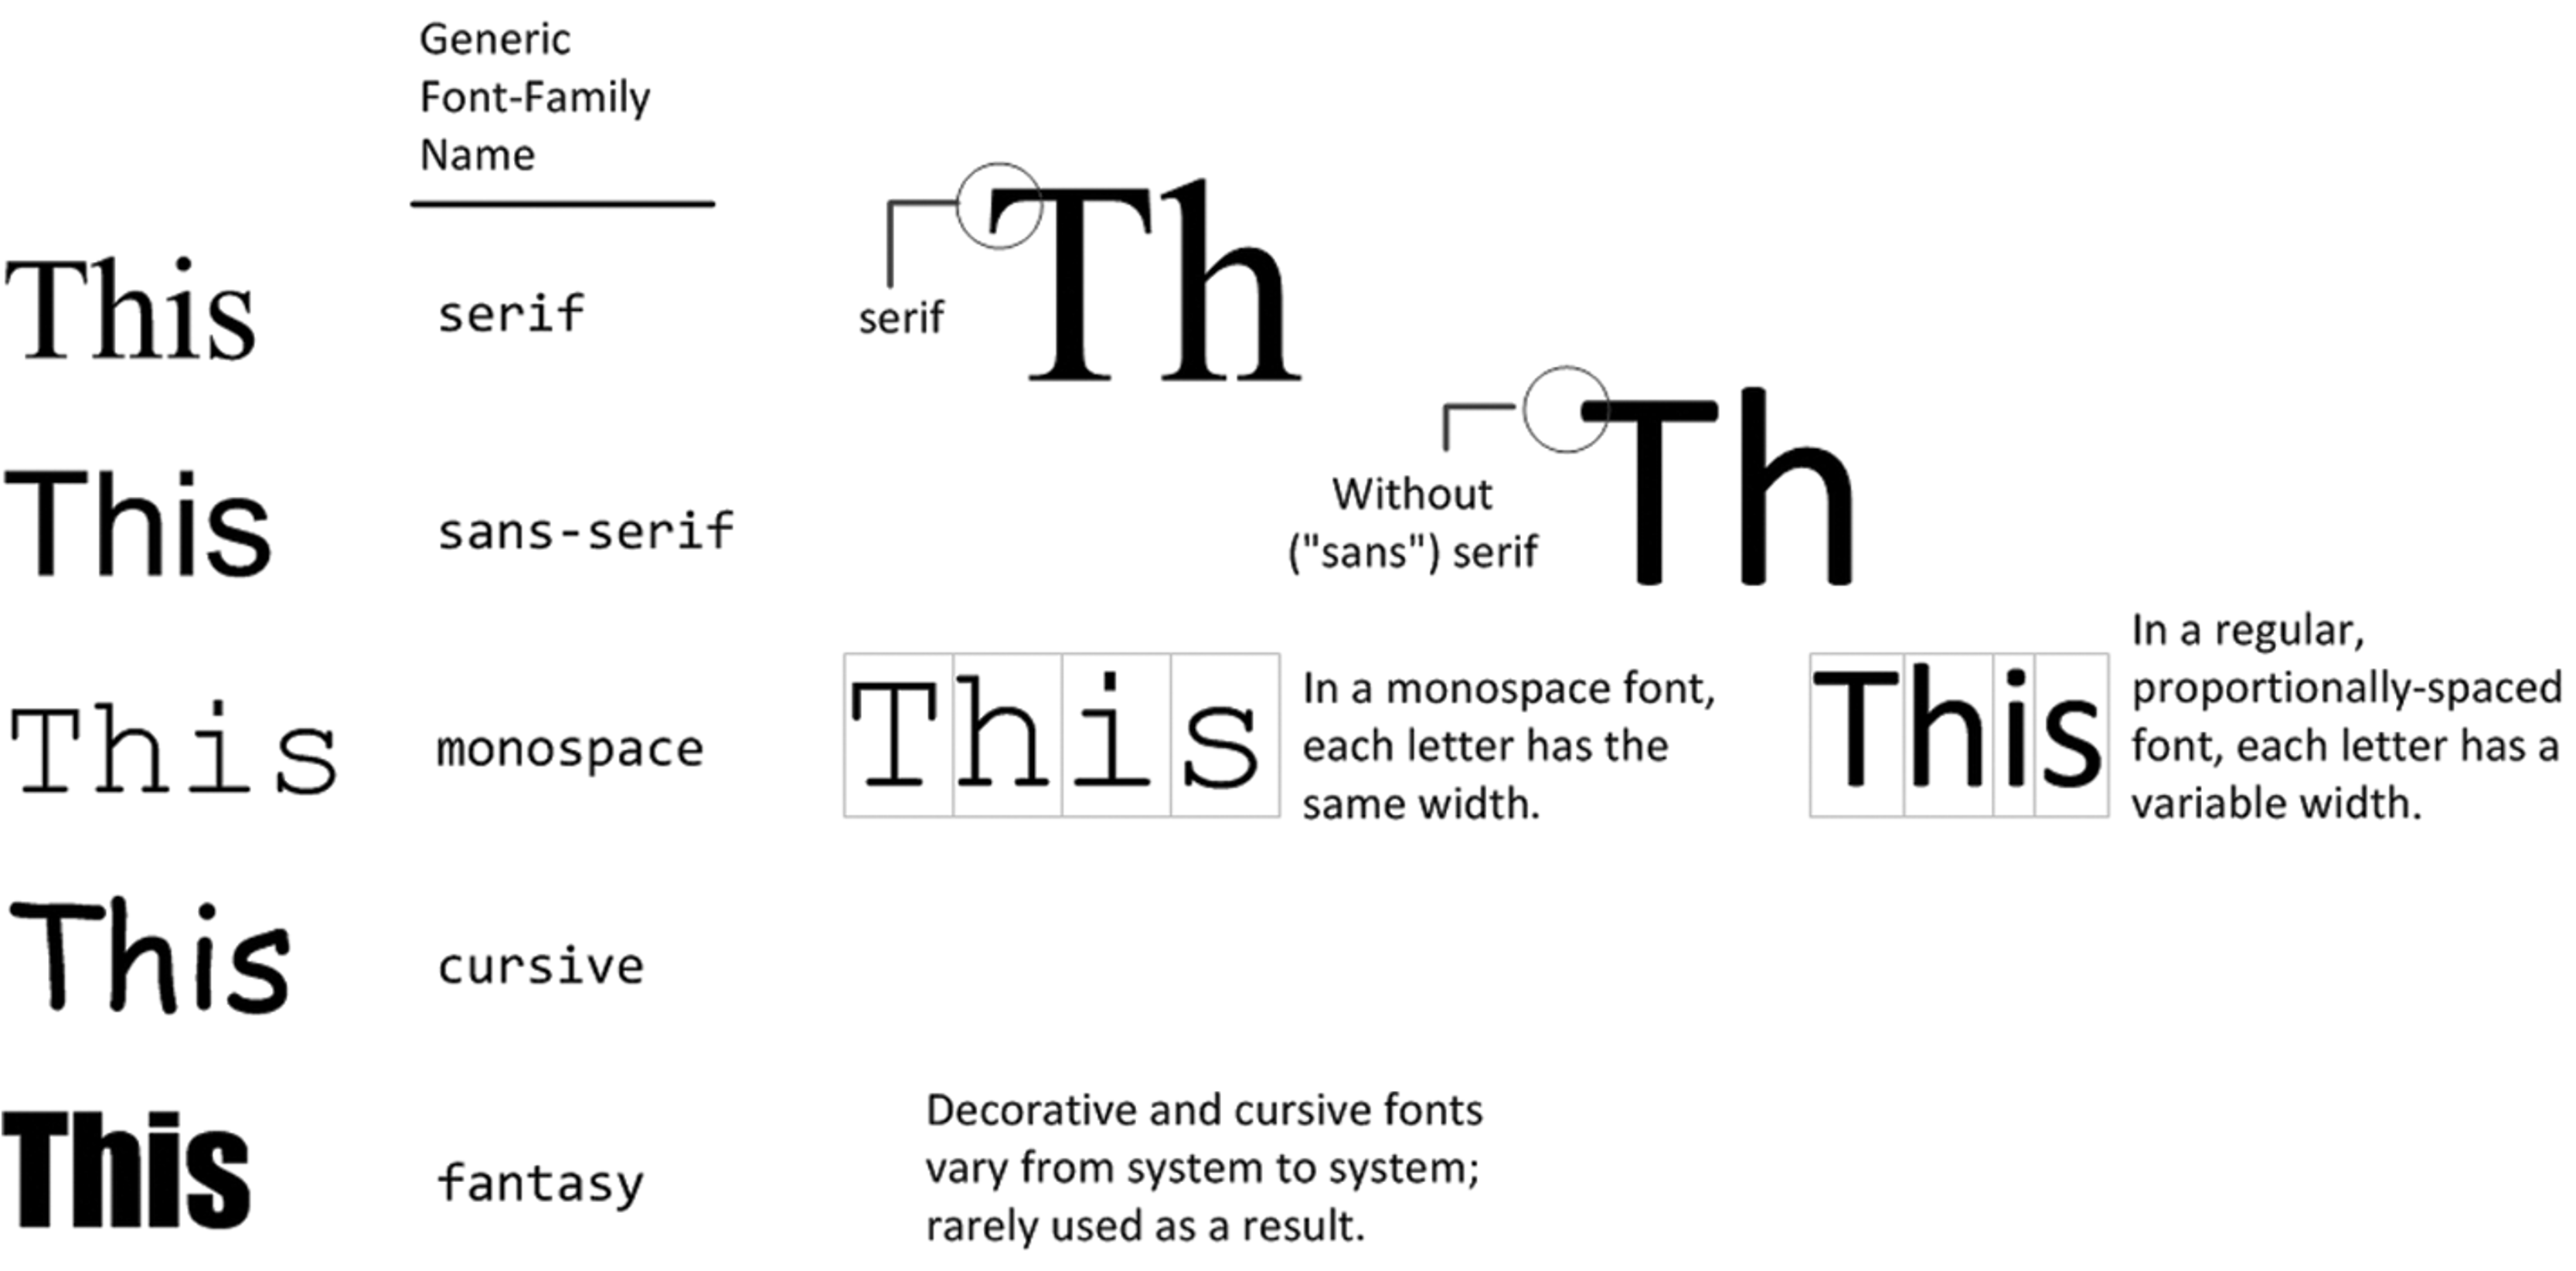 Generic
Font-Family
Name
This
serif
serif
Th
This
sans-serif
Without
("sans") serif
Th
This
monospace
This
In a monospace font,
each letter has the
same width.
This
In a regular,
proportionally-spaced
font, each letter has a
variable width.
This
cursive
This
fantasy
Decorative and cursive fonts
vary from system to system;
rarely used as a result.